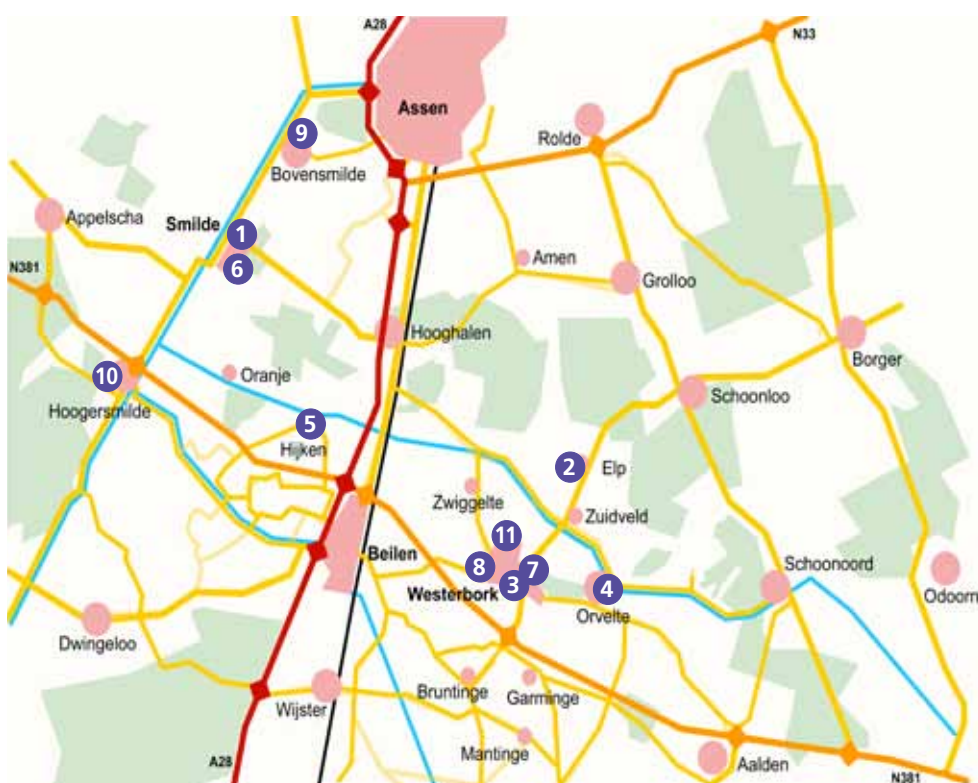 A28
N33
Assen
Rolde
9
Bovensmilde
Appelscha
Smilde
1
6
Amen
N381
Grolloo
Hooghalen
Borger
10
Oranje
Schoonloo
Hoogersmilde
5
Hijken
2
Elp
Zwiggelte
Zuidveld
11
Beilen
8
7
3
Westerbork
4
Orvelte
Schoonoord
Odoorn
Dwingeloo
Bruntinge
Garminge
Wijster
Mantinge
A28
Aalden
N381